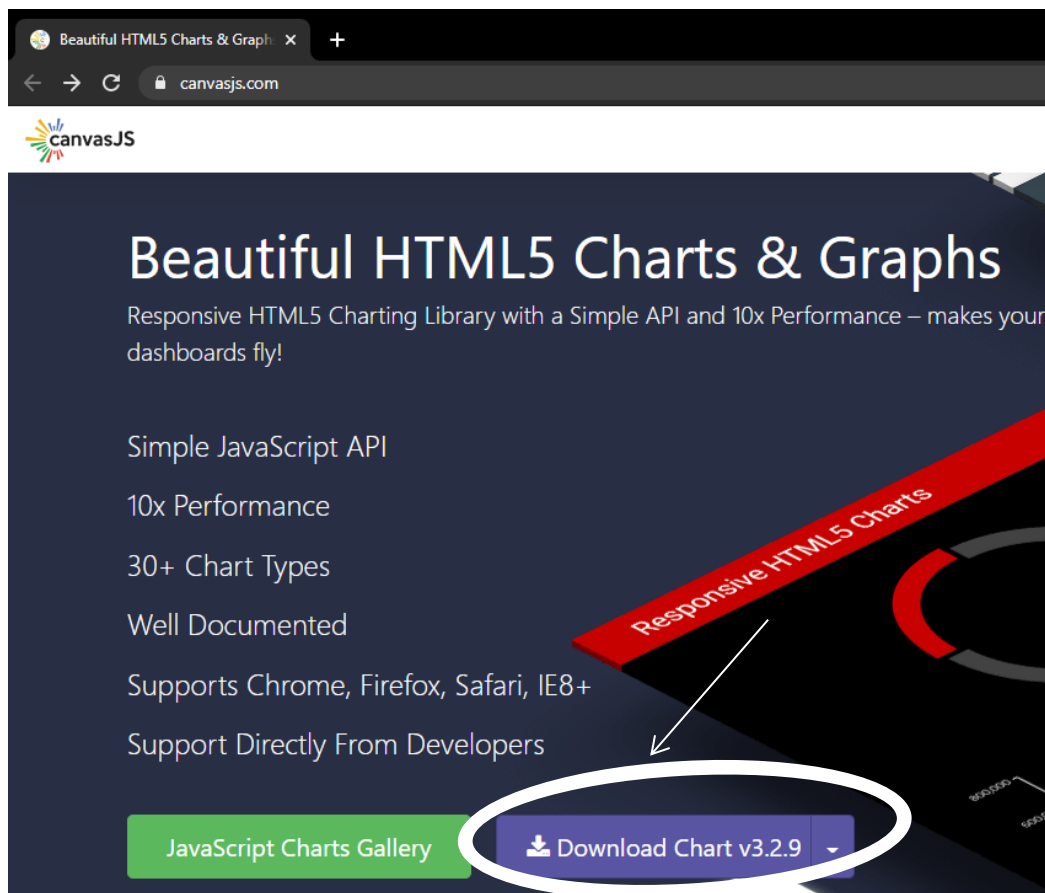 Beautiful HTML5 Charts & Graph
canvasjs.com
canvasJS
Beautiful HTML5 Charts & Graphs
Responsive HTML5 Charting Library with a Simple API and 10x Performance – makes your
dashboards fly!
Simple JavaScript API
10x Performance
30+ Chart Types
Well Documented
Supports Chrome, Firefox, Safari, IE8+
Support Directly From Developers
Responsive HTML5 Charts
800,000
JavaScript Charts Gallery
Download Chart v3.2.9